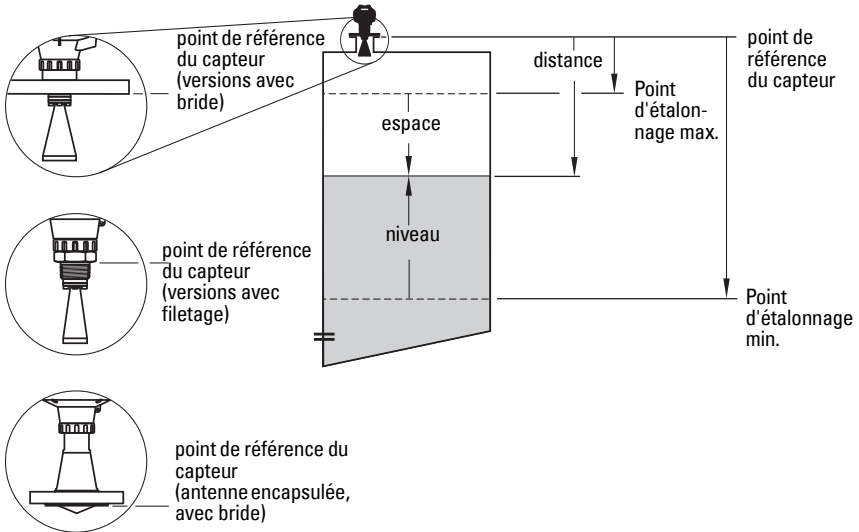 point de référence
du capteur
(versions avec
bride)
distance
point de
référence
du capteur
Point
d'étalon-
nage max.
espace
niveau
point de référence
du capteur
(versions avec
filetage)
Point
d'étalonnage
min.
point de référence du
capteur
(antenne encapsulée,
avec bride)